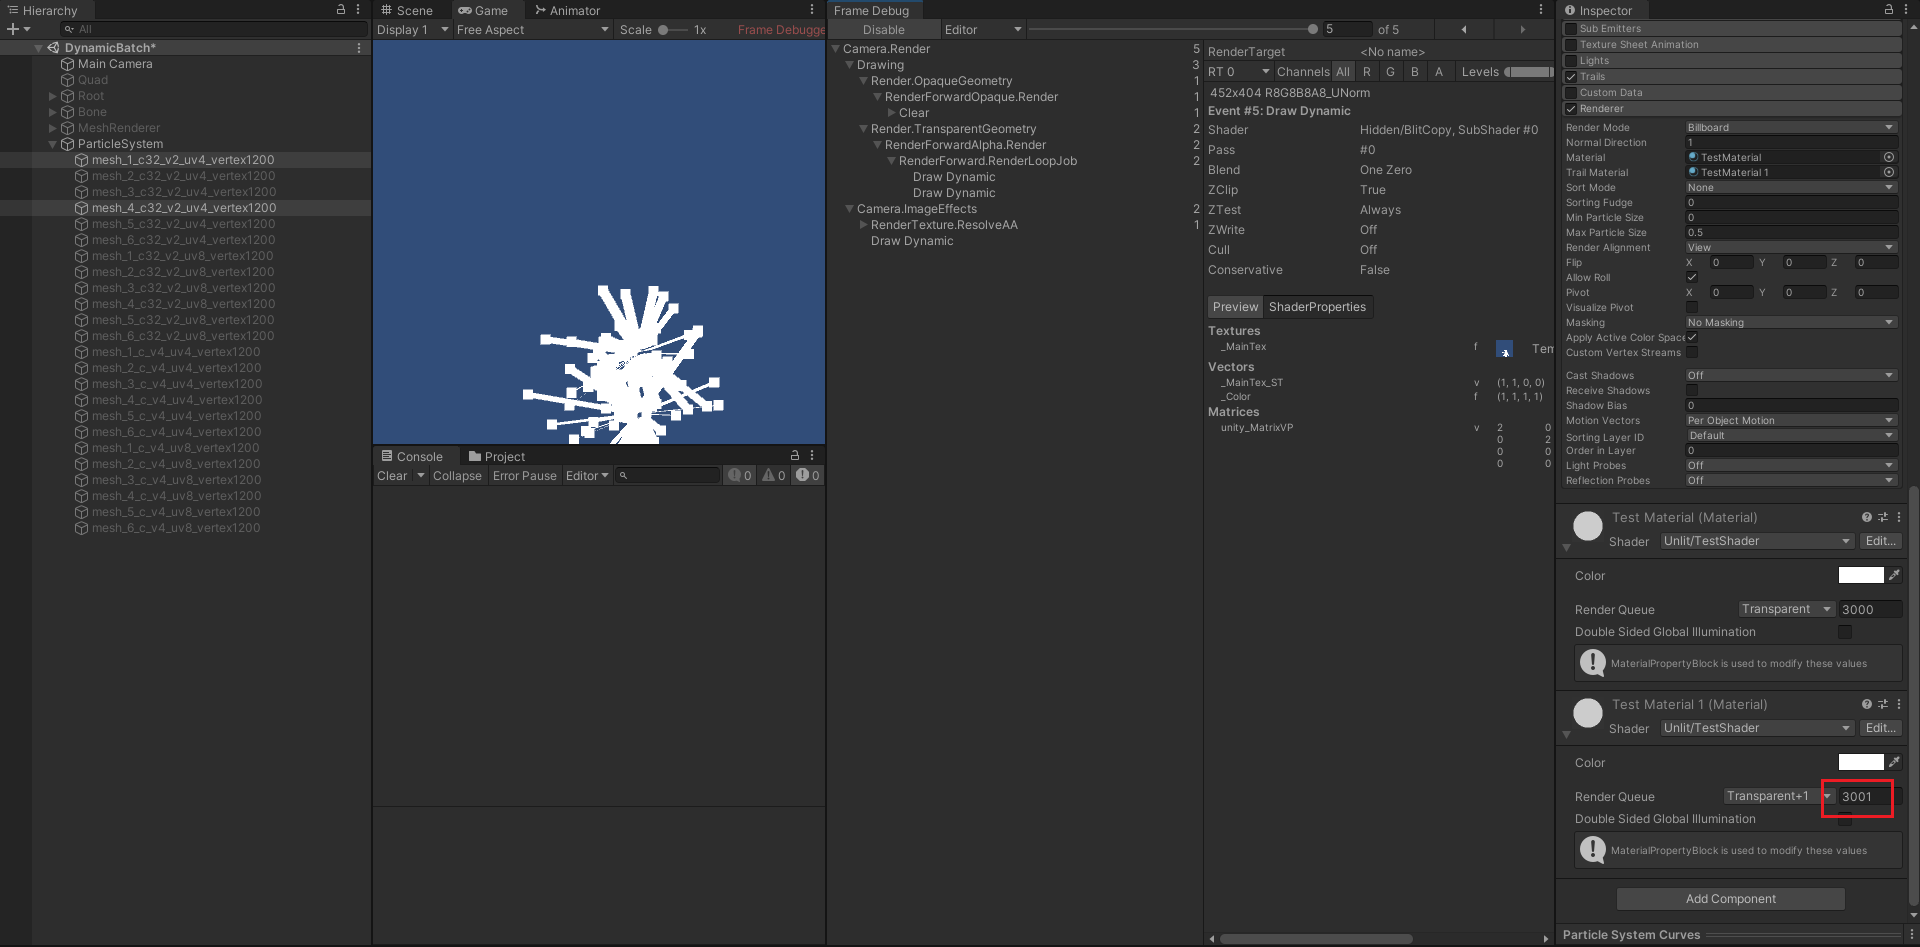 Hierarchy
All
DynamicBatch*
Main Camera
Quad
Root
Bone
MeshRenderer
ParticleSystem
mesh_1_c32_v2_uv4_vertex1200
mesh_2_c32_v2_uv4_vertex1200
mesh_3_c32_v2_uv4_vertex1200
mesh_4_c32_v2_uv4_vertex1200
mesh_5_c32_v2_uv4_vertex1200
mesh_6_c32_v2_uv4_vertex1200
mesh_1_c32_v2_uv8_vertex1200
mesh_2_c32_v2_uv8_vertex1200
mesh_3_c32_v2_uv8_vertex1200
mesh_4_c32_v2_uv8_vertex1200
mesh_5_c32_v2_uv8_vertex1200
mesh_6_c32_v2_uv8_vertex1200
mesh_1_c_v4_uv4_vertex1200
mesh_2_c_v4_uv4_vertex1200
mesh_3_c_v4_uv4_vertex1200
mesh_4_c_v4_uv4_vertex1200
mesh_5_c_v4_uv4_vertex1200
mesh_6_c_v4_uv4_vertex1200
mesh_1_c_v4_uv8_vertex1200
mesh_2_c_v4_uv8_vertex1200
mesh_3_c_v4_uv8_vertex1200
mesh_4_c_v4_uv8_vertex1200
mesh_5_c_v4_uv8_vertex1200
mesh_6_c_v4_uv8_vertex1200
Scene Game Animator
Display 1 Free Aspect Scale 1x Frame Debugge
Console Project
Clear Collapse Error Pause Editor 0 0 0
Frame Debug
Disable Editor 5 of 5
Camera.Render 5
Drawing 3
Render.OpaqueGeometry 1
RenderForwardOpaque.Render 1
Clear 1
Render.TransparentGeometry 2
RenderForwardAlpha.Render 2
RenderForward.RenderLoopJob 2
Draw Dynamic
Draw Dynamic
Camera.ImageEffects 2
RenderTexture.ResolveAA 1
Draw Dynamic
RenderTarget <No name>
RT 0 Channels All R G B A Levels
452x404 R8G8B8A8_UNorm
Event #5: Draw Dynamic
Shader Hidden/BlitCopy, SubShader #0
Pass #0
Blend One Zero
ZClip True
ZTest Always
ZWrite Off
Cull Off
Conservative False
Preview ShaderProperties
Textures
_MainTex f Tem
Vectors
_MainTex_ST v (1, 1, 0, 0)
_Color f (1, 1, 1, 1)
Matrices
unity_MatrixVP v 2 0
0 2
0 0
0 0
Inspector
Sub Emitters
Texture Sheet Animation
Lights
Trails
Custom Data
Renderer
Render Mode Billboard
Normal Direction 1
Material TestMaterial
Trail Material TestMaterial 1
Sort Mode None
Sorting Fudge 0
Min Particle Size 0
Max Particle Size 0.5
Render Alignment View
Flip X 0 Y 0 Z 0
Allow Roll
Pivot X 0 Y 0 Z 0
Visualize Pivot
Masking No Masking
Apply Active Color Space
Custom Vertex Streams
Cast Shadows Off
Receive Shadows
Shadow Bias 0
Motion Vectors Per Object Motion
Sorting Layer ID Default
Order in Layer 0
Light Probes Off
Reflection Probes Off
Test Material (Material)
Shader Unlit/TestShader Edit...
Color
Render Queue Transparent 3000
Double Sided Global Illumination
MaterialPropertyBlock is used to modify these values
Test Material 1 (Material)
Shader Unlit/TestShader Edit...
Color
Render Queue Transparent+1 3001
Double Sided Global Illumination
MaterialPropertyBlock is used to modify these values
Add Component
Particle System Curves